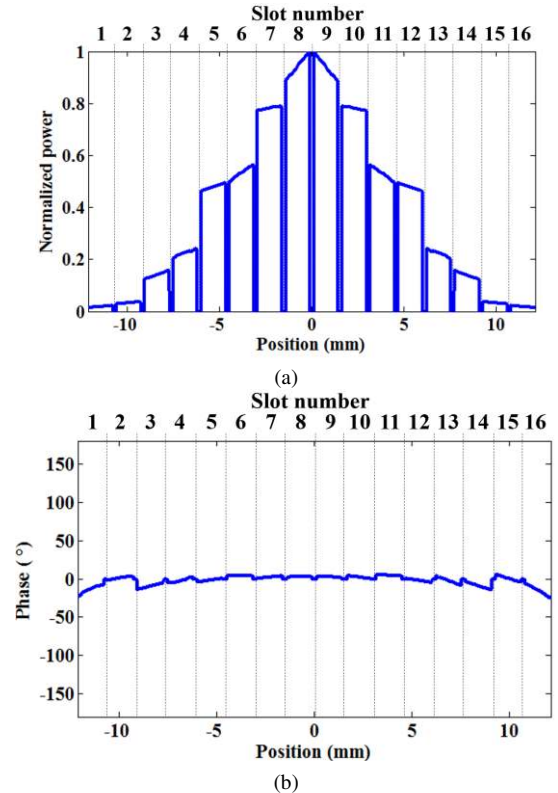 Slot number
1 2 3 4 5 6 7 8 9 10 11 12 13 14 15 16
1
0.8
0.6
0.4
0.2
0
Normalized power
-10 -5 0 5 10
Position (mm)
(a)
Slot number
1 2 3 4 5 6 7 8 9 10 11 12 13 14 15 16
150
100
50
0
-50
-100
-150
Phase ( °)
-10 -5 0 5 10
Position (mm)
(b)